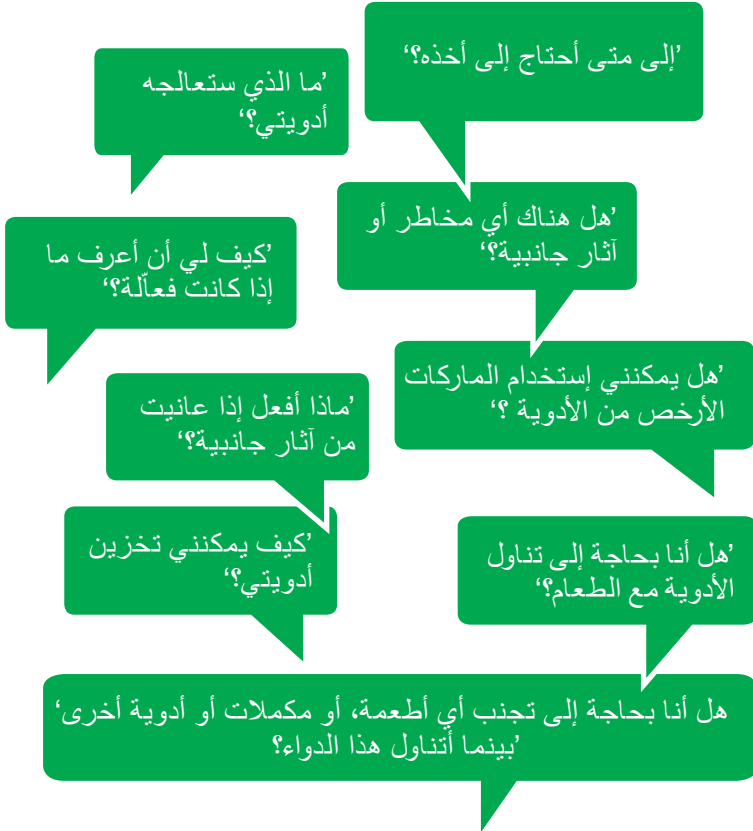 ’إلى متى أحتاج إلى أخذه؟‘
’ما الذي ستعالجه
أدويتي؟‘
’هل هناك أي مخاطر أو
آثار جانبية؟‘
’كيف لي أن أعرف ما
إذا كانت فعاّلة؟‘
’هل يمكنني إستخدام الماركات
الأرخص من الأدوية ؟‘
’ماذا أفعل إذا عانيت
من آثار جانبية؟‘
’كيف يمكنني تخزين
أدويتي؟‘
’هل أنا بحاجة إلى تناول
الأدوية مع الطعام؟‘
هل أنا بحاجة إلى تجنب أي أطعمة، أو مكملات أو أدوية أخرى‘
’بينما أتناول هذا الدواء؟